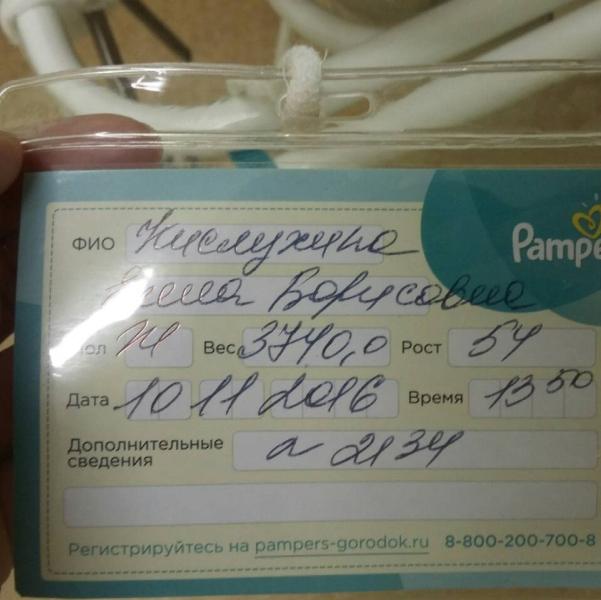 Pampe
ФИО Кислухина
Борисовна
Пол Вес 3740,0 Рост 54
Дата 10 11 2016 Время 13 50
Дополнительные
сведения 2134
Регистрируйтесь на pampers-gorodok.ru 8-800-200-700-8